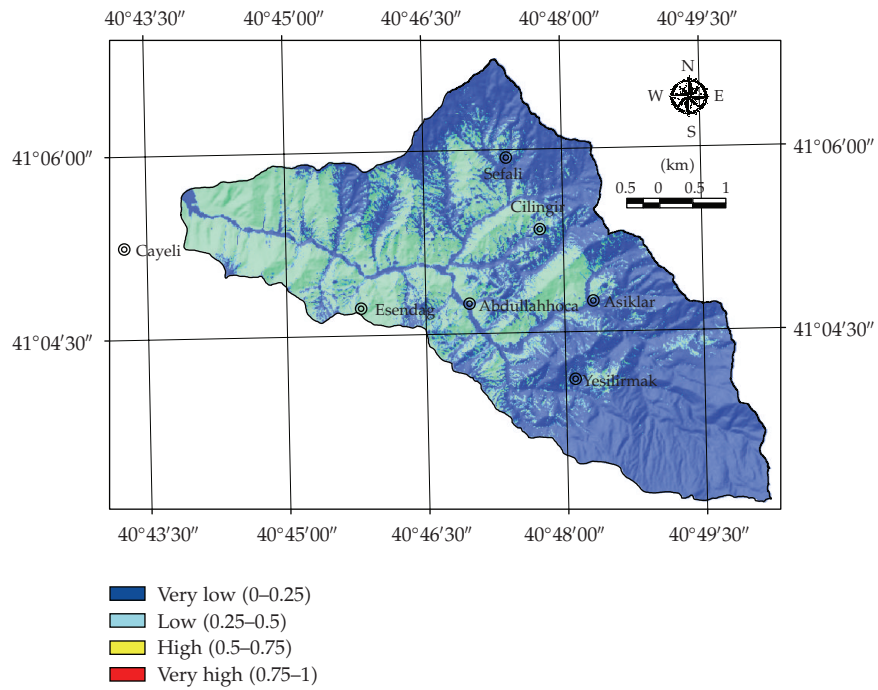 40°43′30″ 40°45′00″ 40°46′30″ 40°48′00″ 40°49′30″
N
W E
S
41°06′00″ 41°06′00″
(km)
0.5 0 0.5 1
Sefali
Cilingir
Cayeli
Esendag Abdullahhoca Asiklar
41°04′30″ 41°04′30″
Yesilirmak
40°43′30″ 40°45′00″ 40°46′30″ 40°48′00″ 40°49′30″
Very low (0–0.25)
Low (0.25–0.5)
High (0.5–0.75)
Very high (0.75–1)